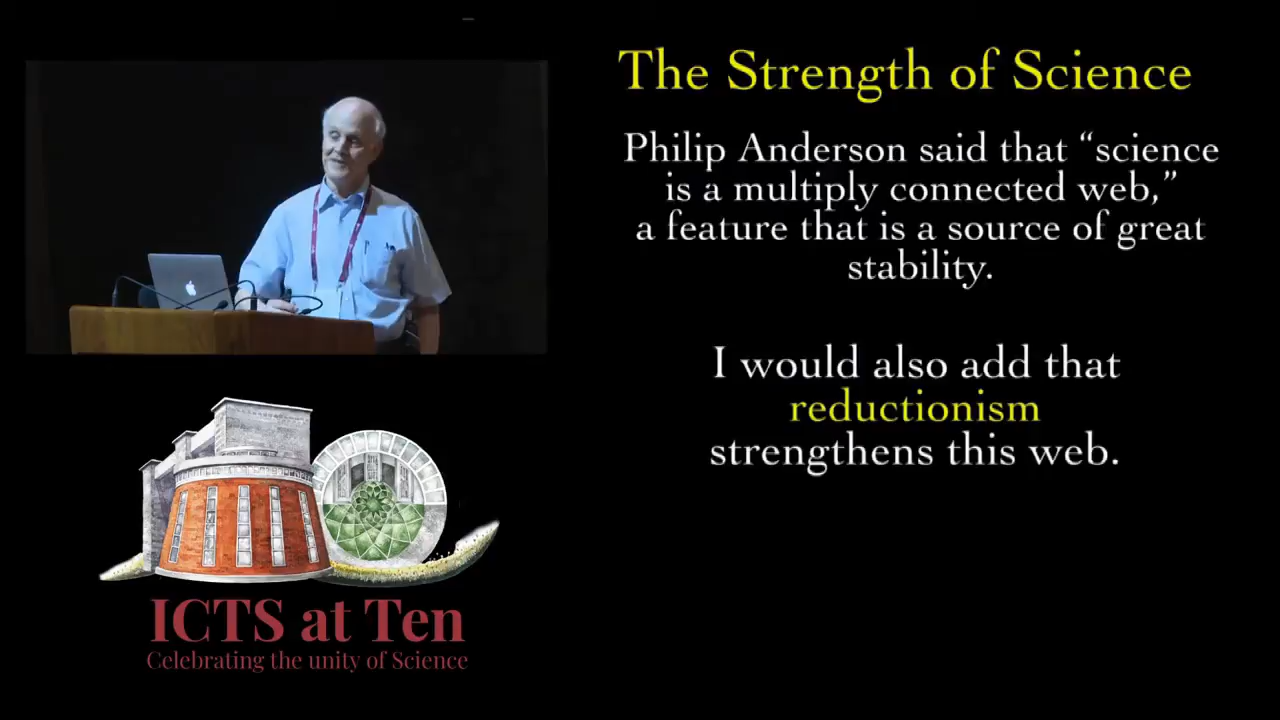 The Strength of Science
Philip Anderson said that “science
is a multiply connected web,”
a feature that is a source of great
stability.
I would also add that
reductionism
strengthens this web.
ICTS at Ten
Celebrating the unity of Science